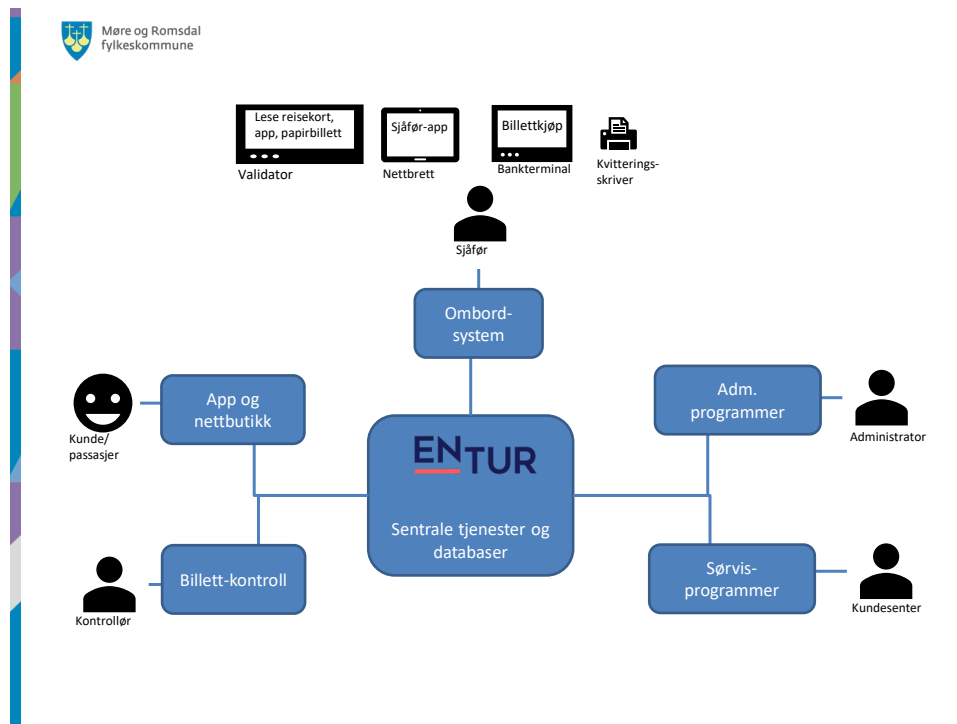 Møre og Romsdal
fylkeskommune
Lese reisekort,
app, papirbillett
Validator
Sjåfør-app
Nettbrett
Billettkjøp
Bankterminal
Kvitterings-
skriver
Sjåfør
Ombord-
system
App og
nettbutikk
Kunde/
passasjer
Adm.
programmer
Administrator
ENTUR
Sentrale tjenester og
databaser
Billett-kontroll
Kontrollør
Sørvis-
programmer
Kundesenter